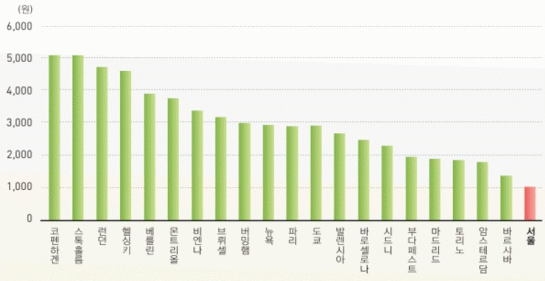 (원)
6,000
5,000
4,000
3,000
2,000
1,000
0
코펜하겐
스톡홀름
런던
헬싱키
베를린
몬트리올
비엔나
브뤼셀
버밍햄
뉴욕
파리
도쿄
발렌시아
바로셀로나
시드니
부다페스트
마드리드
토리노
암스테르담
바르샤바
서울